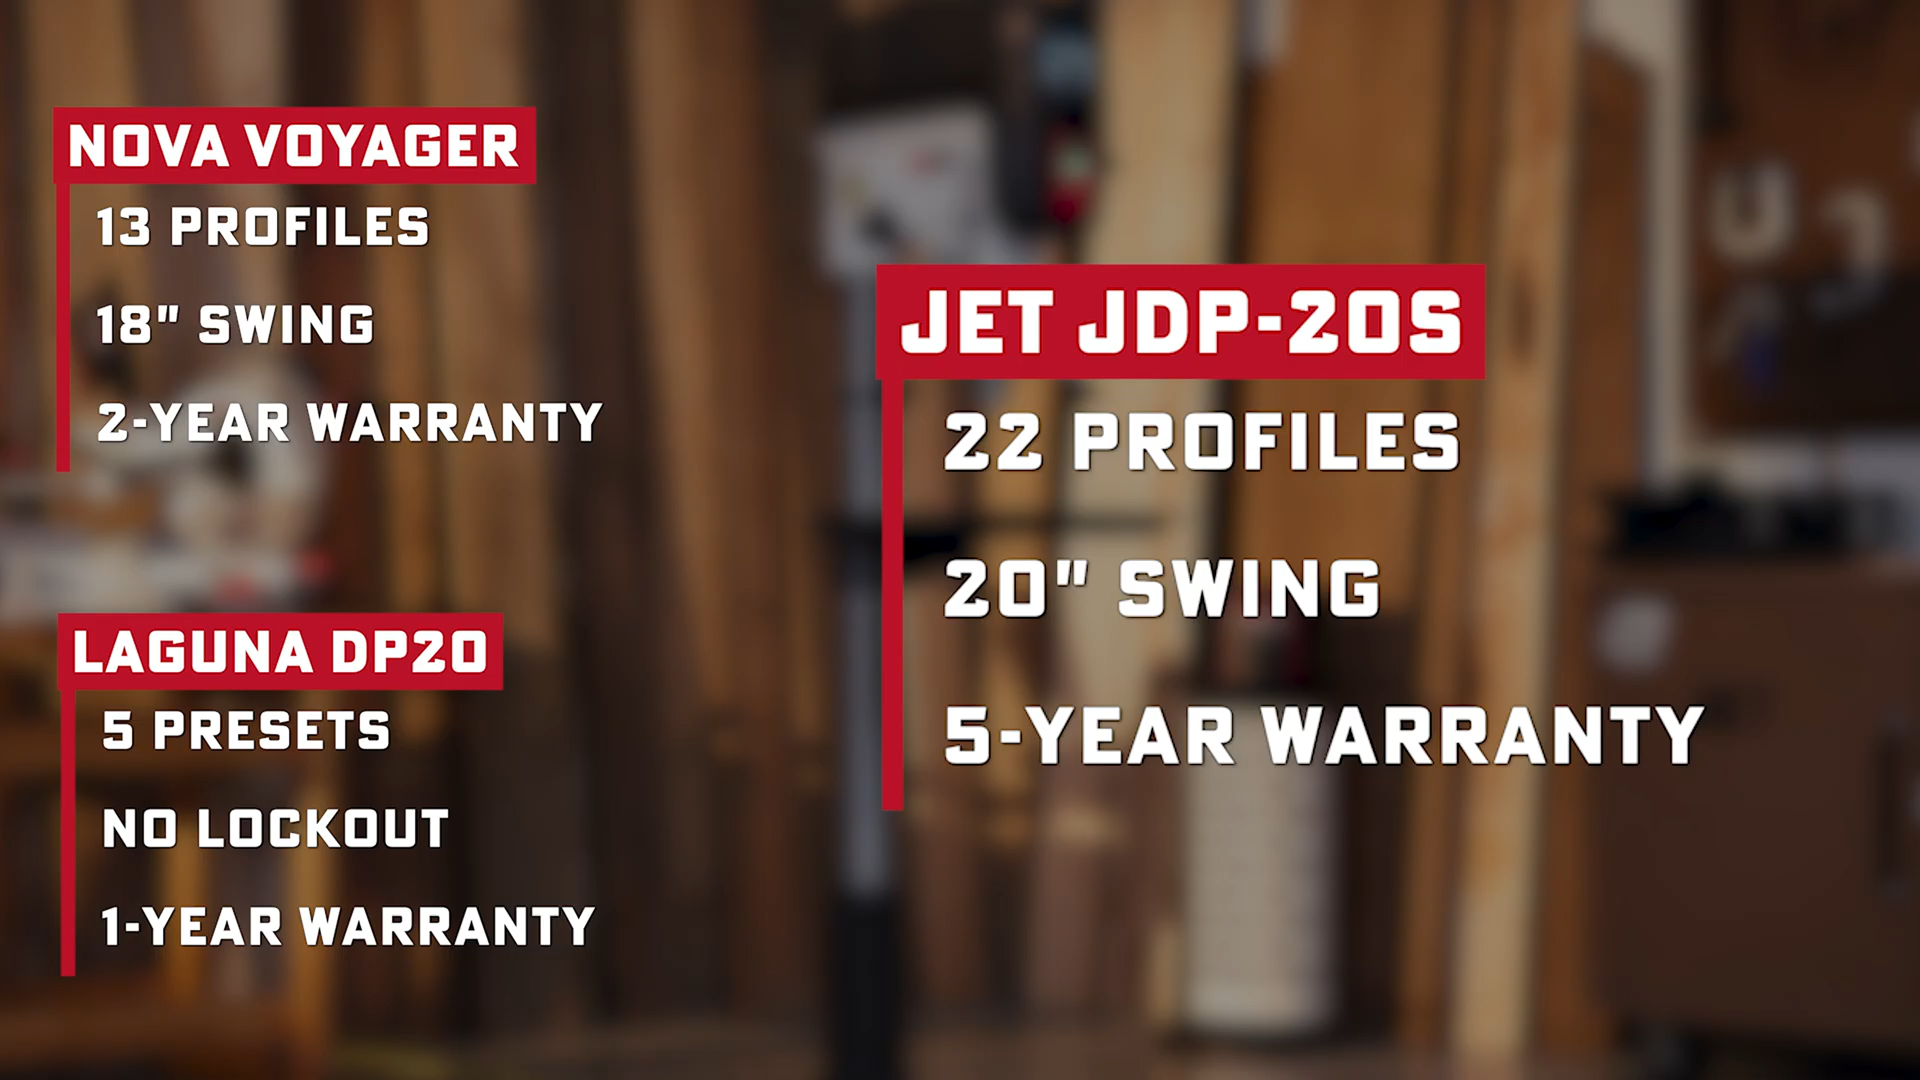 NOVA VOYAGER
13 PROFILES
18" SWING
2-YEAR WARRANTY
LAGUNA DP20
5 PRESETS
NO LOCKOUT
1-YEAR WARRANTY
JET JDP-20S
22 PROFILES
20" SWING
5-YEAR WARRANTY